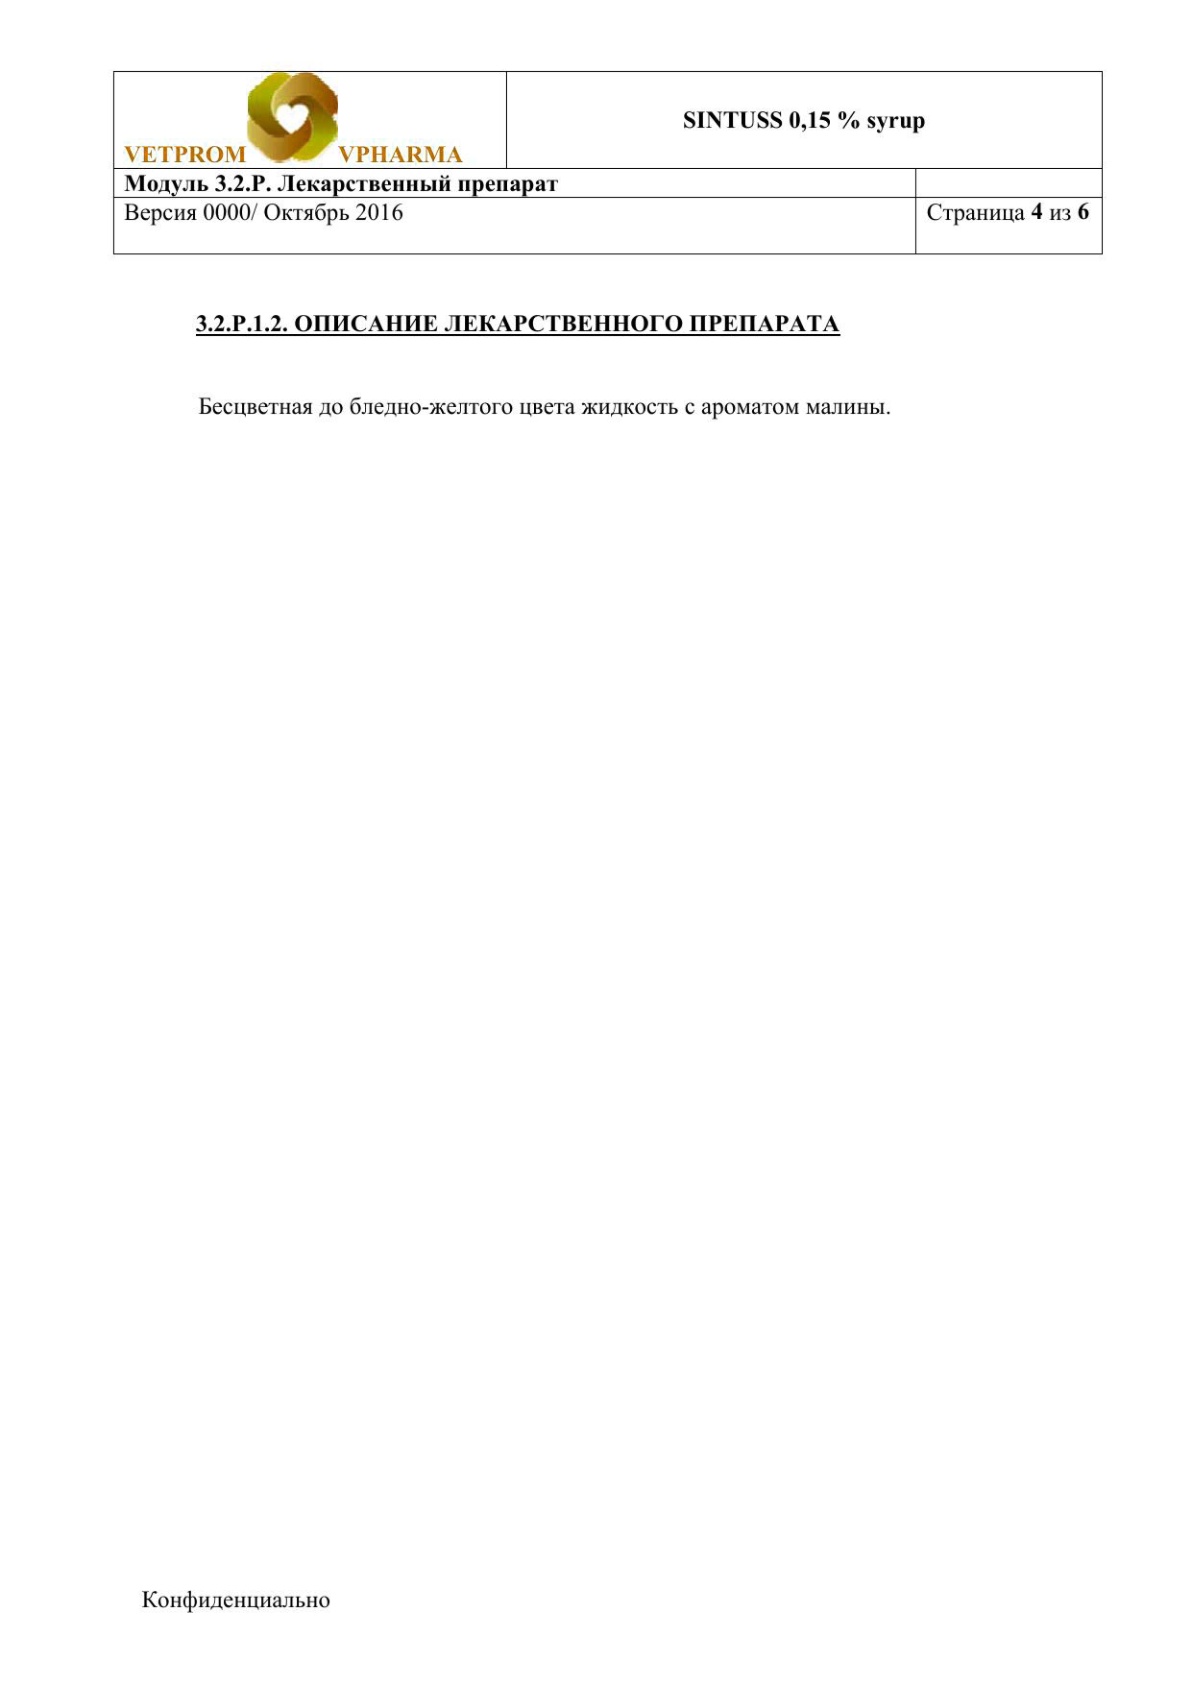 VETPROM VPHARMA
SINTUSS 0,15 % syrup
Модуль 3.2.Р. Лекарственный препарат
Версия 0000/ Октябрь 2016
Страница 4 из 6
3.2.Р.1.2. ОПИСАНИЕ ЛЕКАРСТВЕННОГО ПРЕПАРАТА
Бесцветная до бледно-желтого цвета жидкость с ароматом малины.
Конфиденциально